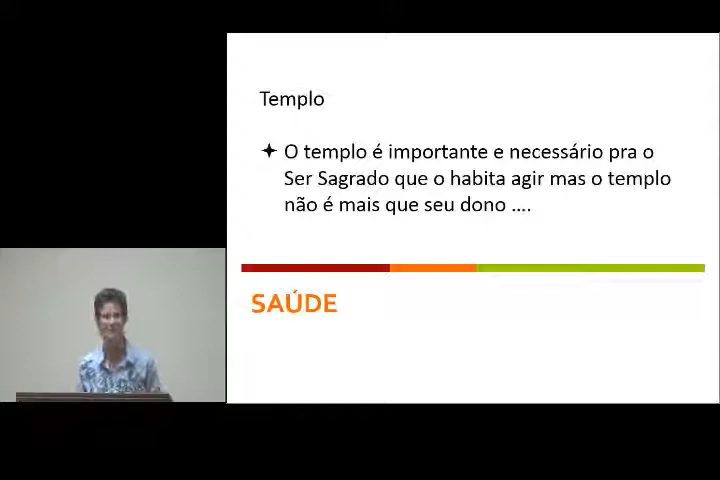 Templo
O templo é importante e necessário pra o
Ser Sagrado que o habita agir mas o templo
não é mais que seu dono ....
SAÚDE